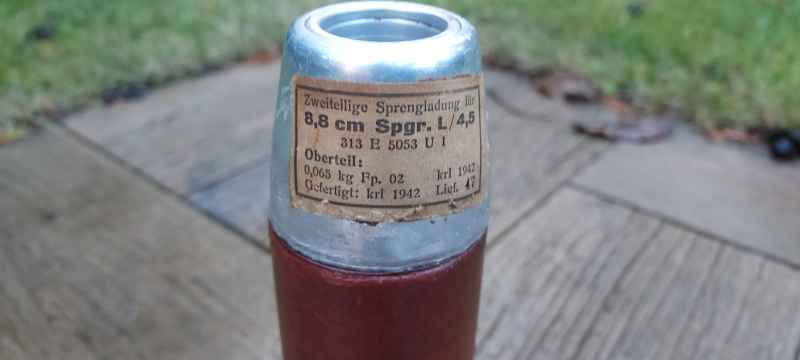 Zweiteilige Sprengladung für
8,8 cm Spgr. L/4,5
313 E 5053 U 1
Oberteil:
0,065 kg Fp. 02 krl 1942
Gefertigt: krl 1942 Lief. 47